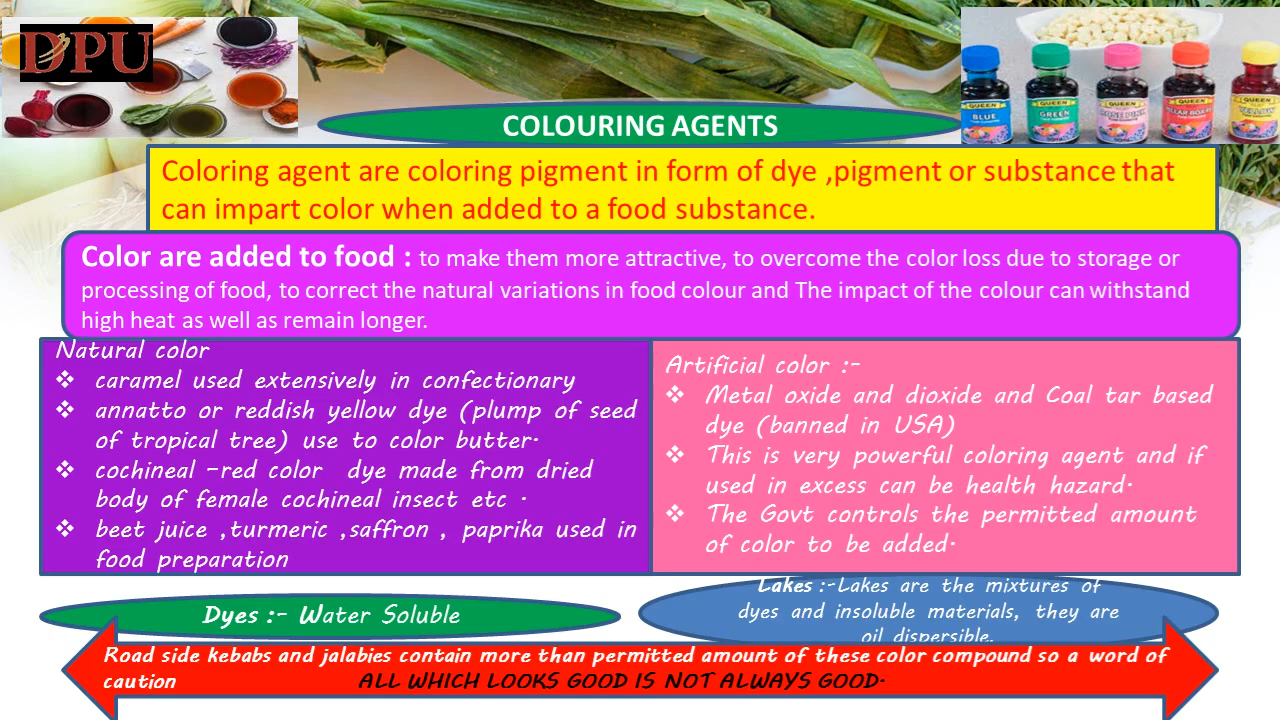 DPU
COLOURING AGENTS
QUEEN
BLUE
QUEEN
GREEN
QUEEN
ROSE PINK
QUEEN
PILLAR BOX
QUEEN
YELLOW
Coloring agent are coloring pigment in form of dye ,pigment or substance that
can impart color when added to a food substance.
Color are added to food : to make them more attractive, to overcome the color loss due to storage or
processing of food, to correct the natural variations in food colour and The impact of the colour can withstand
high heat as well as remain longer.
Natural color
❖ caramel used extensively in confectionary
❖ annatto or reddish yellow dye (plump of seed
of tropical tree) use to color butter.
❖ cochineal –red color dye made from dried
body of female cochineal insect etc .
❖ beet juice ,turmeric ,saffron , paprika used in
food preparation
Artificial color :-
❖ Metal oxide and dioxide and Coal tar based
dye (banned in USA)
❖ This is very powerful coloring agent and if
used in excess can be health hazard.
❖ The Govt controls the permitted amount
of color to be added.
Dyes :- Water Soluble
Lakes :-Lakes are the mixtures of
dyes and insoluble materials, they are
oil dispersible.
Road side kebabs and jalabies contain more than permitted amount of these color compound so a word of
caution ALL WHICH LOOKS GOOD IS NOT ALWAYS GOOD.